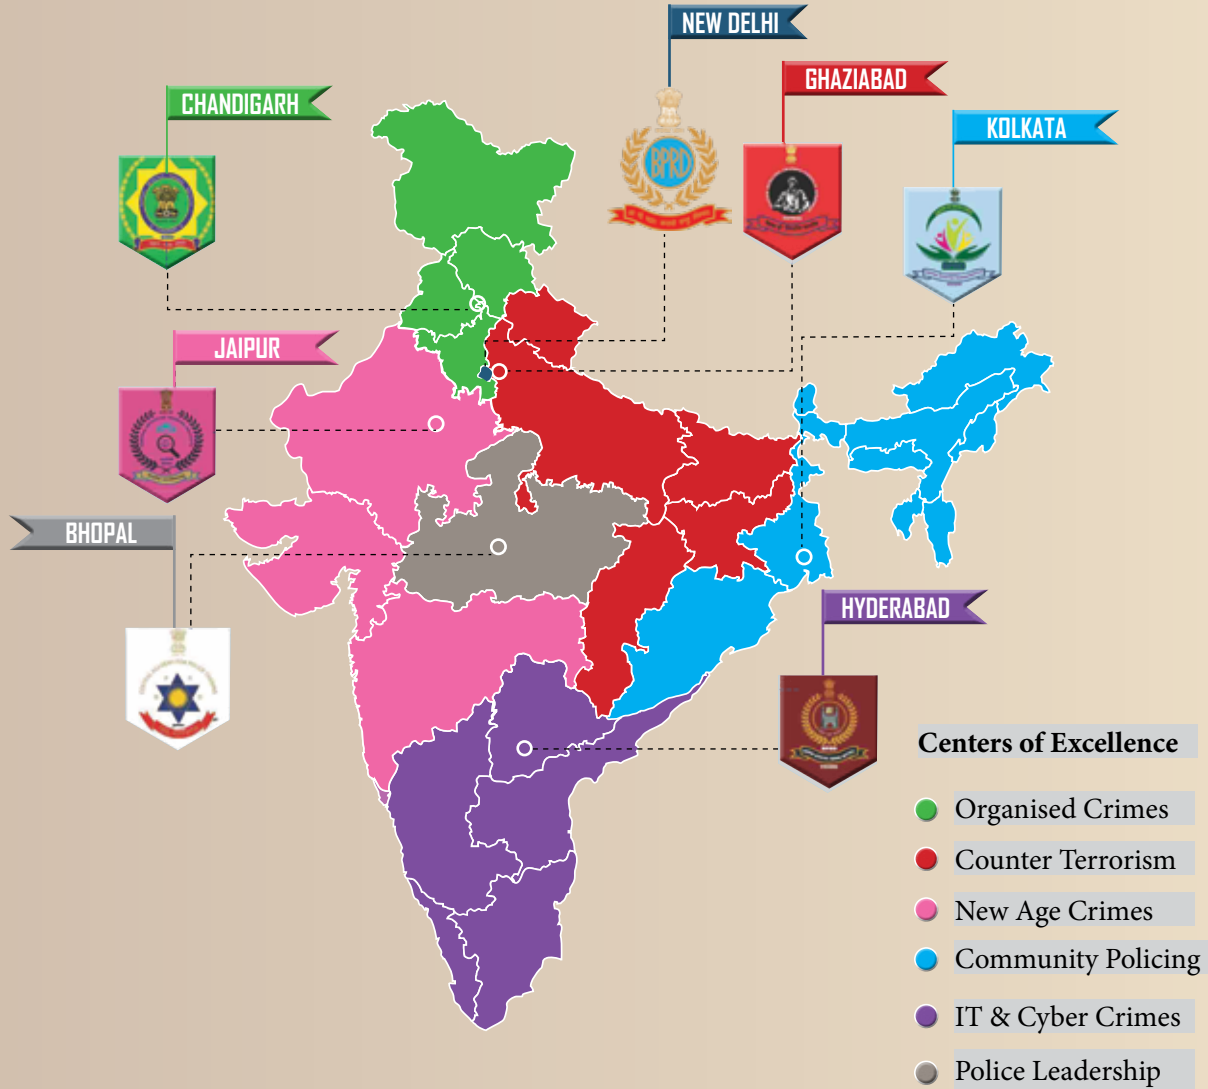 NEW DELHI
GHAZIABAD
CHANDIGARH
KOLKATA
BPRD
JAIPUR
BHOPAL
HYDERABAD
Centers of Excellence
Organised Crimes
Counter Terrorism
New Age Crimes
Community Policing
IT & Cyber Crimes
Police Leadership